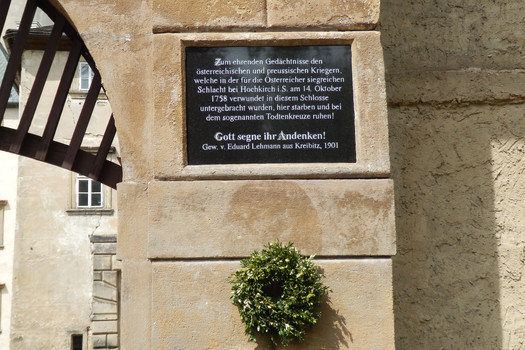 Zum ehrenden Gedächtnisse den
österreichischen und preussischen Kriegern,
welche in der für die Österreicher siegreichen
Schlacht bei Hochkirch i.S. am 14. Oktober
1758 verwundet in diesem Schlosse
untergebracht wurden, hier starben und bei
dem sogenannten Todtenkreuze ruhen!
Gott segne ihr Andenken!
Gew. v. Eduard Lehmann aus Kreibitz, 1901